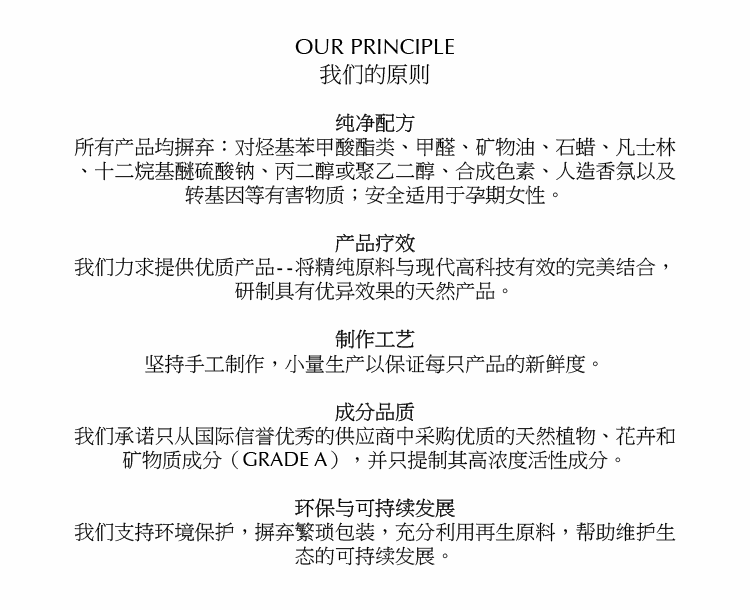 OUR PRINCIPLE
我们的原则
纯净配方
所有产品均摒弃：对烃基苯甲酸酯类、甲醛、矿物油、石蜡、凡士林
、十二烷基醚硫酸钠、丙二醇或聚乙二醇、合成色素、人造香氛以及
转基因等有害物质；安全适用于孕期女性。
产品疗效
我们力求提供优质产品--将精纯原料与现代高科技有效的完美结合，
研制具有优异效果的天然产品。
制作工艺
坚持手工制作，小量生产以保证每只产品的新鲜度。
成分品质
我们承诺只从国际信誉优秀的供应商中采购优质的天然植物、花卉和
矿物质成分（GRADE A），并只提制其高浓度活性成分。
环保与可持续发展
我们支持环境保护，摒弃繁琐包装，充分利用再生原料，帮助维护生
态的可持续发展。